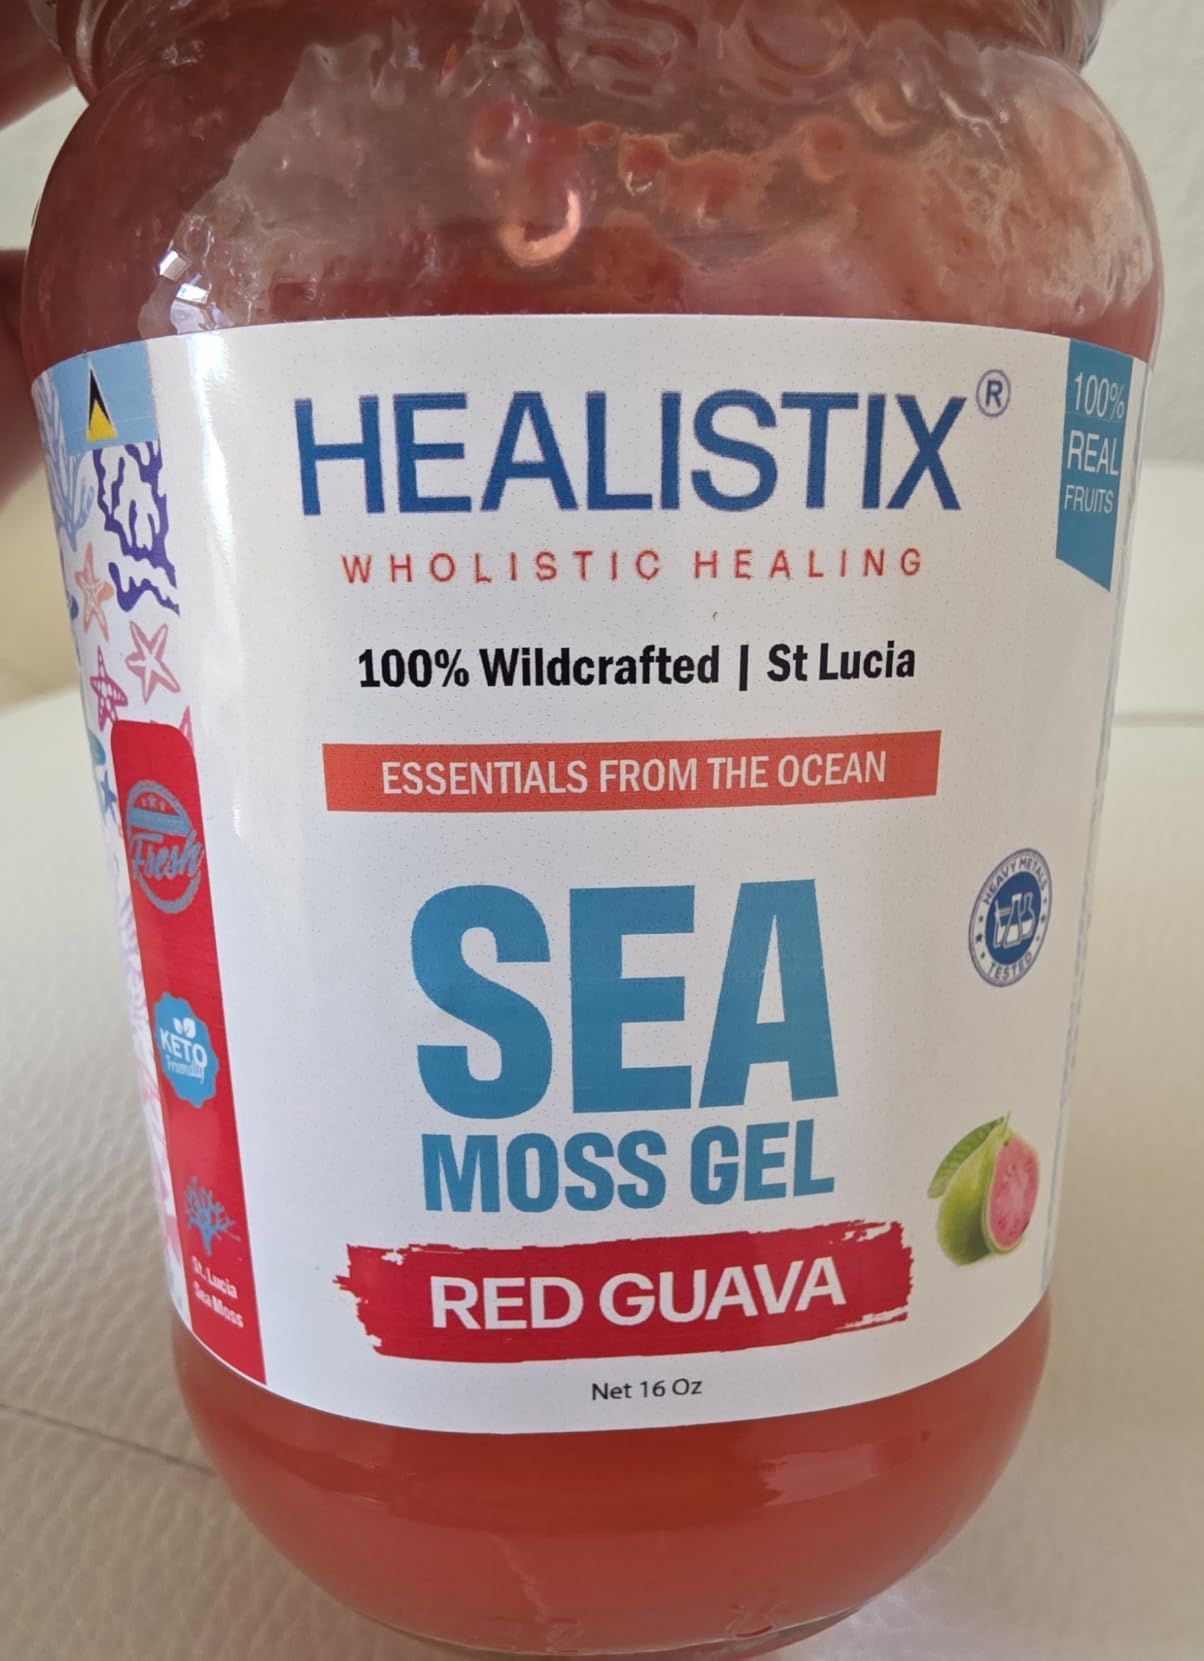 MASON
HEALISTIX®
WHOLISTIC HEALING
100% Wildcrafted | St Lucia
ESSENTIALS FROM THE OCEAN
SEA
MOSS GEL
RED GUAVA
Net 16 Oz
100%
REAL
FRUITS
HEAVY METALS
TESTED
Fresh
KETO
Friendly
St. Lucia
Sea Moss